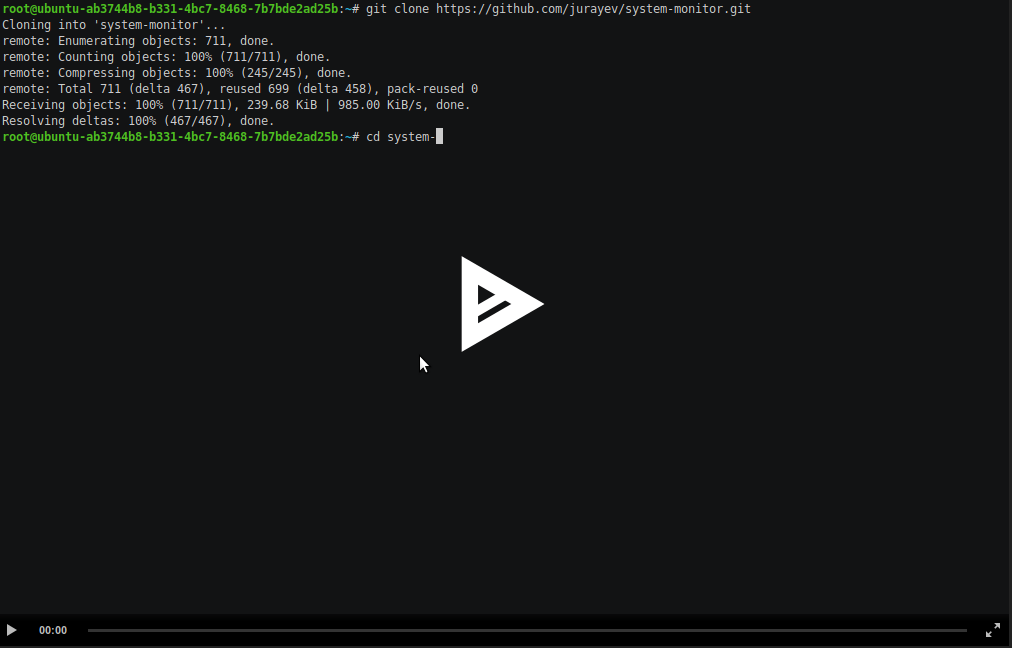 root@ubuntu-ab3744b8-b331-4bc7-8468-7b7bde2ad25b:~# git clone https://github.com/jurayev/system-monitor.git
Cloning into 'system-monitor'...
remote: Enumerating objects: 711, done.
remote: Counting objects: 100% (711/711), done.
remote: Compressing objects: 100% (245/245), done.
remote: Total 711 (delta 467), reused 699 (delta 458), pack-reused 0
Receiving objects: 100% (711/711), 239.68 KiB | 985.00 KiB/s, done.
Resolving deltas: 100% (467/467), done.
root@ubuntu-ab3744b8-b331-4bc7-8468-7b7bde2ad25b:~# cd system-
00:00